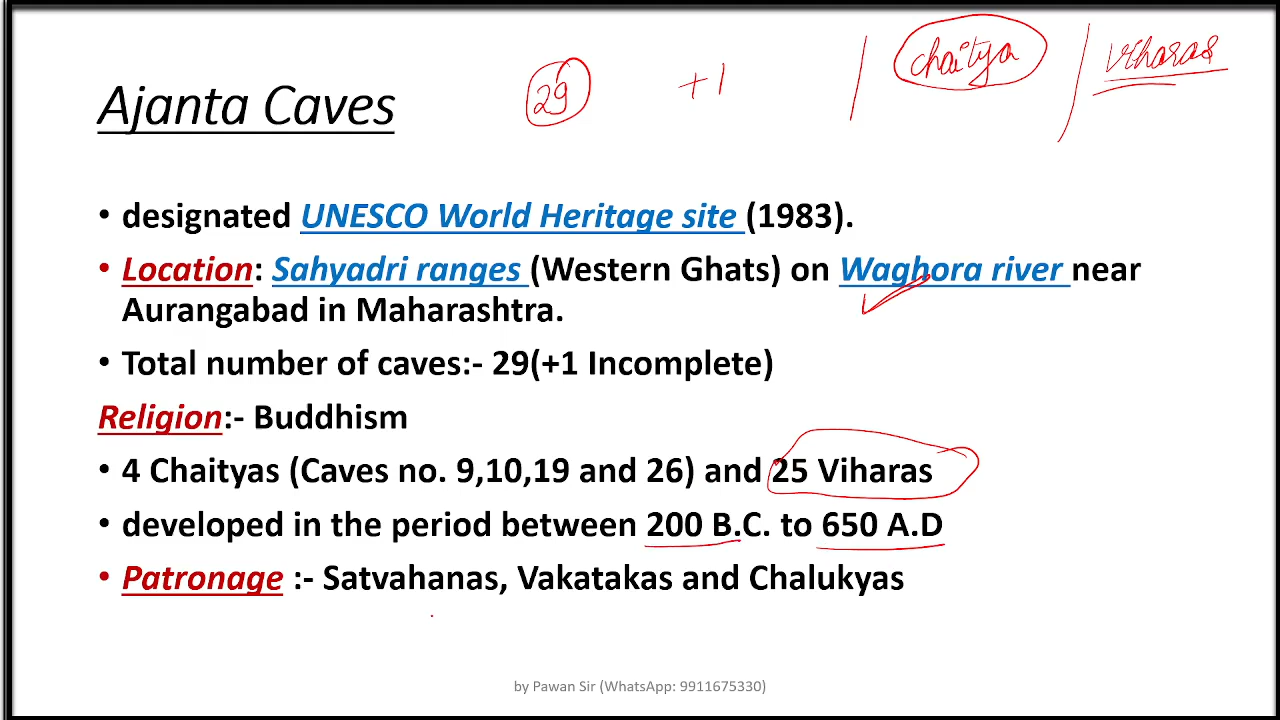 29 +1 chaitya viharas
Ajanta Caves
• designated UNESCO World Heritage site (1983).
• Location: Sahyadri ranges (Western Ghats) on Waghora river near
Aurangabad in Maharashtra.
• Total number of caves:- 29(+1 Incomplete)
Religion:- Buddhism
• 4 Chaityas (Caves no. 9,10,19 and 26) and 25 Viharas
• developed in the period between 200 B.C. to 650 A.D
• Patronage :- Satvahanas, Vakatakas and Chalukyas
by Pawan Sir (WhatsApp: 9911675330)